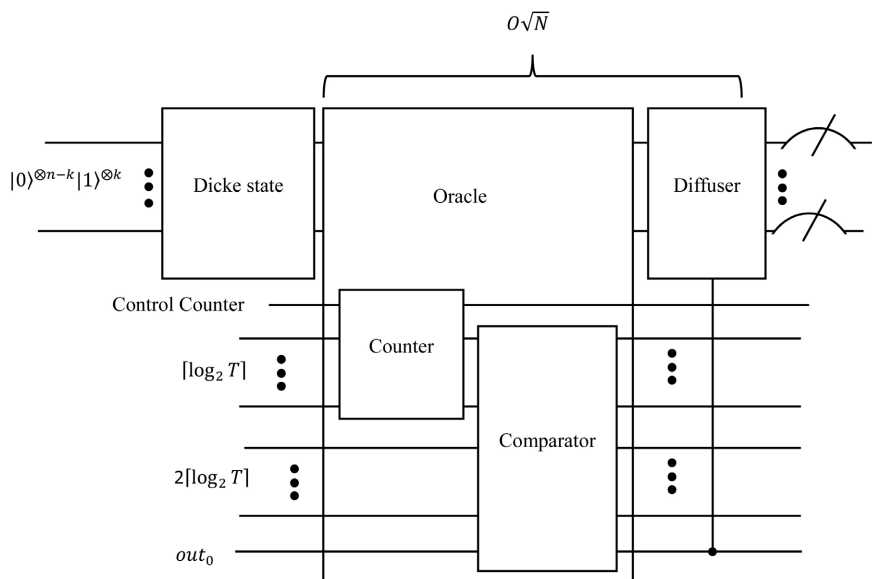 O√N
|0⟩^{⊗n−k}|1⟩^{⊗k}
Dicke state
Oracle
Diffuser
Control Counter
Counter
⌈log₂ T⌉
Comparator
2⌈log₂ T⌉
out₀